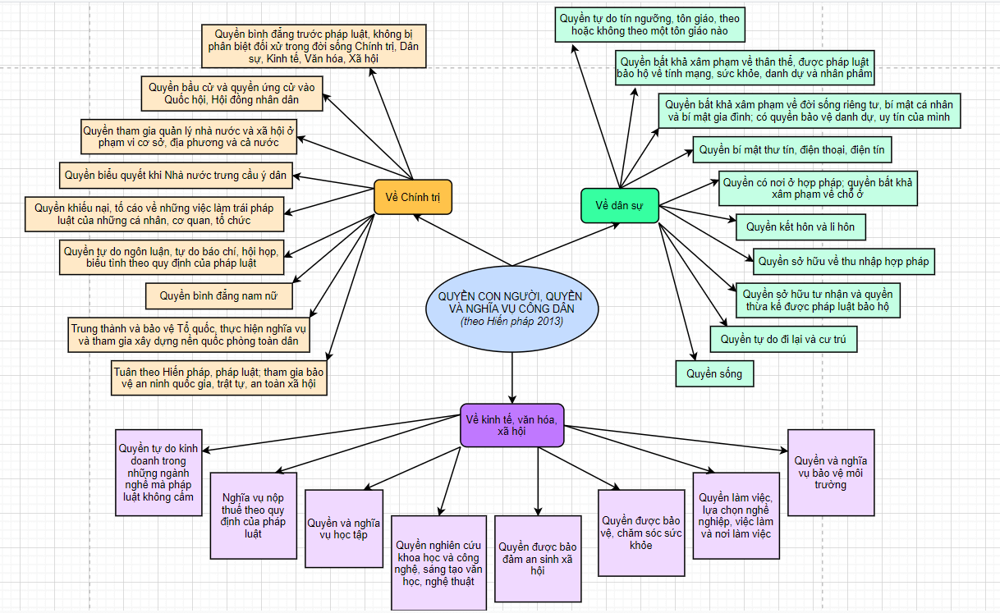 Quyền bình đẳng trước pháp luật, không bị
phân biệt đối xử trong đời sống Chính trị, Dân
sự, Kinh tế, Văn hóa, Xã hội
Quyền bầu cử và quyền ứng cử vào
Quốc hội, Hội đồng nhân dân
Quyền tham gia quản lý nhà nước và xã hội ở
phạm vi cơ sở, địa phương và cả nước
Quyền biểu quyết khi Nhà nước trưng cầu ý dân
Quyền khiếu nại, tố cáo về những việc làm trái pháp
luật của những cá nhân, cơ quan, tổ chức
Quyền tự do ngôn luận, tự do báo chí, hội họp,
biểu tình theo quy định của pháp luật
Quyền bình đẳng nam nữ
Trung thành và bảo vệ Tổ quốc, thực hiện nghĩa vụ
và tham gia xây dựng nền quốc phòng toàn dân
Tuân theo Hiến pháp, pháp luật; tham gia bảo
vệ an ninh quốc gia, trật tự, an toàn xã hội
Về Chính trị
Quyền tự do tín ngưỡng, tôn giáo, theo
hoặc không theo một tôn giáo nào
Quyền bất khả xâm phạm về thân thể, được pháp luật
bảo hộ về tính mạng, sức khỏe, danh dự và nhân phẩm
Quyền bất khả xâm phạm về đời sống riêng tư, bí mật cá nhân
và bí mật gia đình; có quyền bảo vệ danh dự, uy tín của mình
Quyền bí mật thư tín, điện thoại, điện tín
Quyền có nơi ở hợp pháp; quyền bất khả
xâm phạm về chổ ở
Về dân sự
Quyền kết hôn và li hôn
Quyền sở hữu về thu nhập hợp pháp
Quyền sở hữu tư nhân và quyền
thừa kế được pháp luật bảo hộ
Quyền tự do đi lại và cư trú
Quyền sống
QUYỀN CON NGƯỜI, QUYỀN
VÀ NGHĨA VỤ CÔNG DÂN
(theo Hiến pháp 2013)
Về kinh tế, văn hóa,
xã hội
Quyền tự do kinh
doanh trong
những ngành
nghề mà pháp
luật không cấm
Nghĩa vụ nộp
thuế theo quy
định của pháp
luật
Quyền và nghĩa
vụ học tập
Quyền nghiên cứu
khoa học và công
nghệ, sáng tạo văn
học, nghệ thuật
Quyền được bảo
đảm an sinh xã
hội
Quyền được bảo
vệ, chăm sóc sức
khỏe
Quyền làm việc,
lựa chọn nghề
nghiệp, việc làm
và nơi làm việc
Quyền và nghĩa
vụ bảo vệ môi
trường